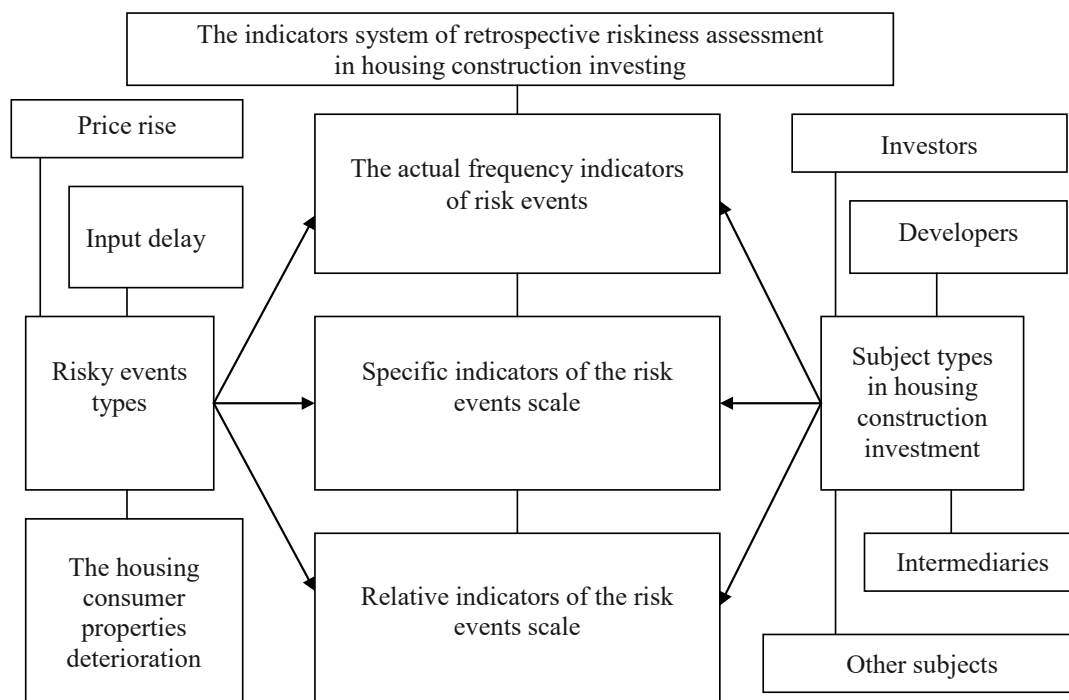 The indicators system of retrospective riskiness assessment
in housing construction investing
Price rise
Input delay
Risky events
types
The housing
consumer
properties
deterioration
The actual frequency indicators
of risk events
Specific indicators of the risk
events scale
Relative indicators of the risk
events scale
Investors
Developers
Subject types
in housing
construction
investment
Intermediaries
Other subjects